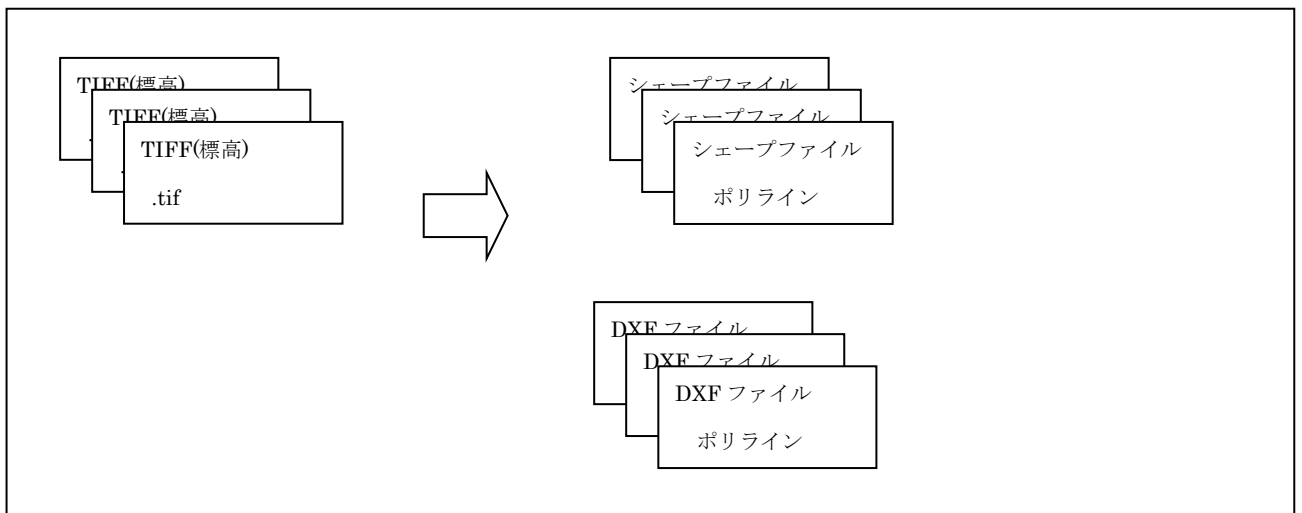 TIFF(標高)
TIFF(標高)
TIFF(標高)
.tif
シェープファイル
シェープファイル
シェープファイル
ポリライン
DXF ファイル
DXF ファイル
DXF ファイル
ポリライン